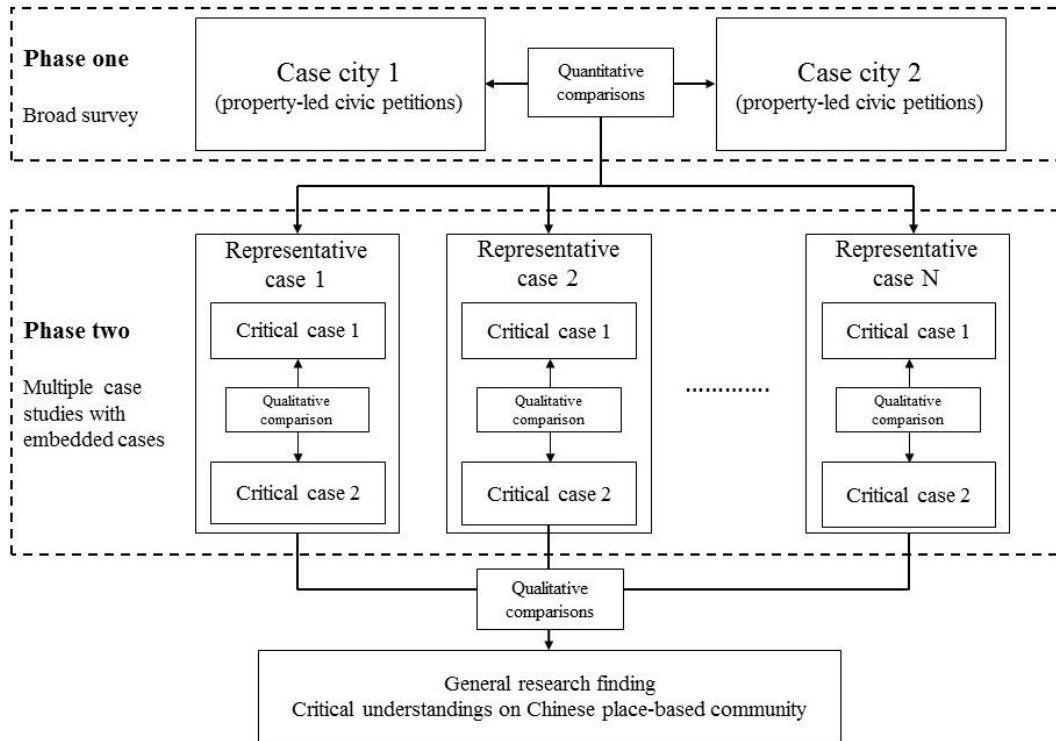 Phase one
Broad survey
Case city 1
(property-led civic petitions)
Quantitative
comparisons
Case city 2
(property-led civic petitions)
Phase two
Multiple case
studies with
embedded cases
Representative
case 1
Critical case 1
Qualitative
comparison
Critical case 2
Representative
case 2
Critical case 1
Qualitative
comparison
Critical case 2
.............
Representative
case N
Critical case 1
Qualitative
comparison
Critical case 2
Qualitative
comparisons
General research finding
Critical understandings on Chinese place-based community